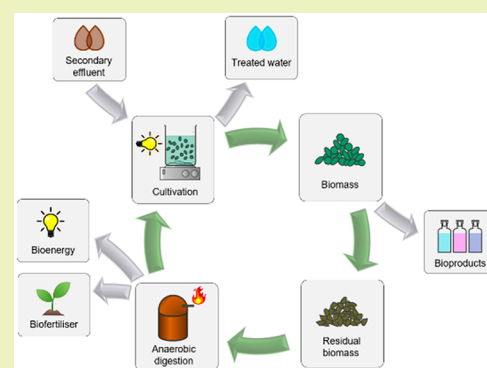 Secondary
effluent
Treated water
Cultivation
Biomass
Bioenergy
Bioproducts
Biofertiliser
Anaerobic
digestion
Residual
biomass